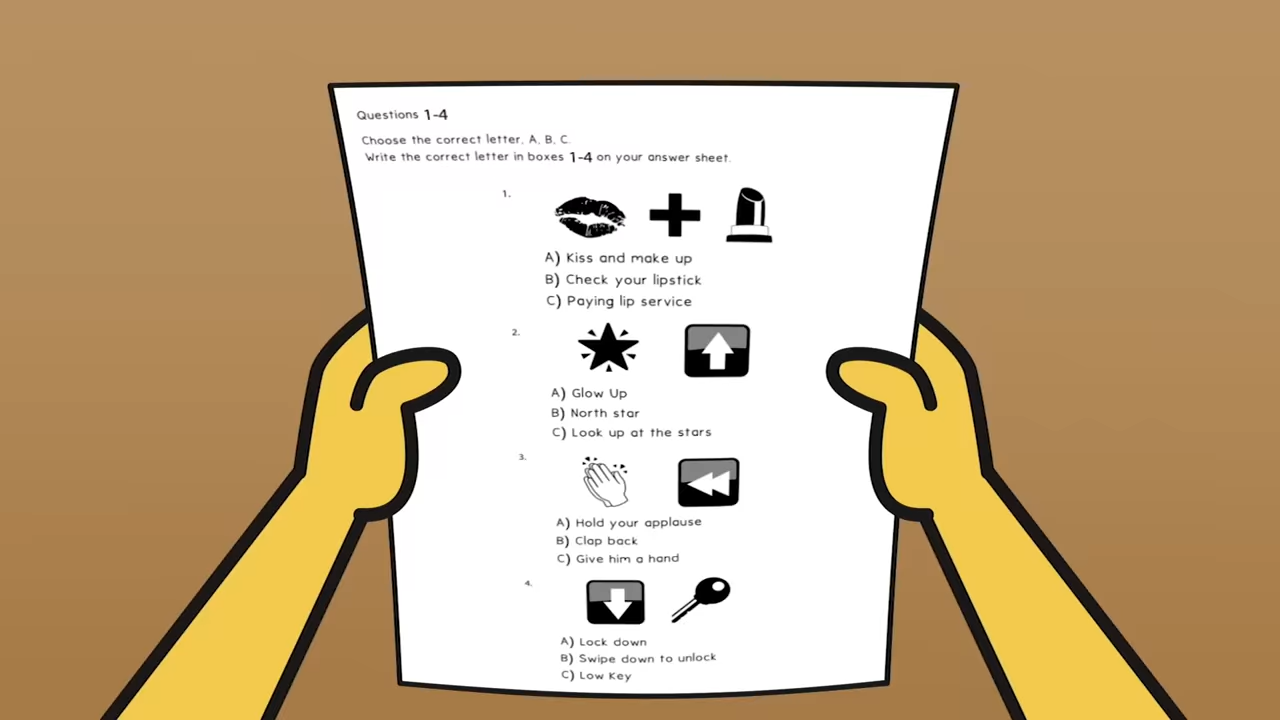 Questions 1-4
Choose the correct letter, A, B, C.
Write the correct letter in boxes 1-4 on your answer sheet.
1.
A) Kiss and make up
B) Check your lipstick
C) Paying lip service
2.
A) Glow Up
B) North star
C) Look up at the stars
3.
A) Hold your applause
B) Clap back
C) Give him a hand
4.
A) Lock down
B) Swipe down to unlock
C) Low Key